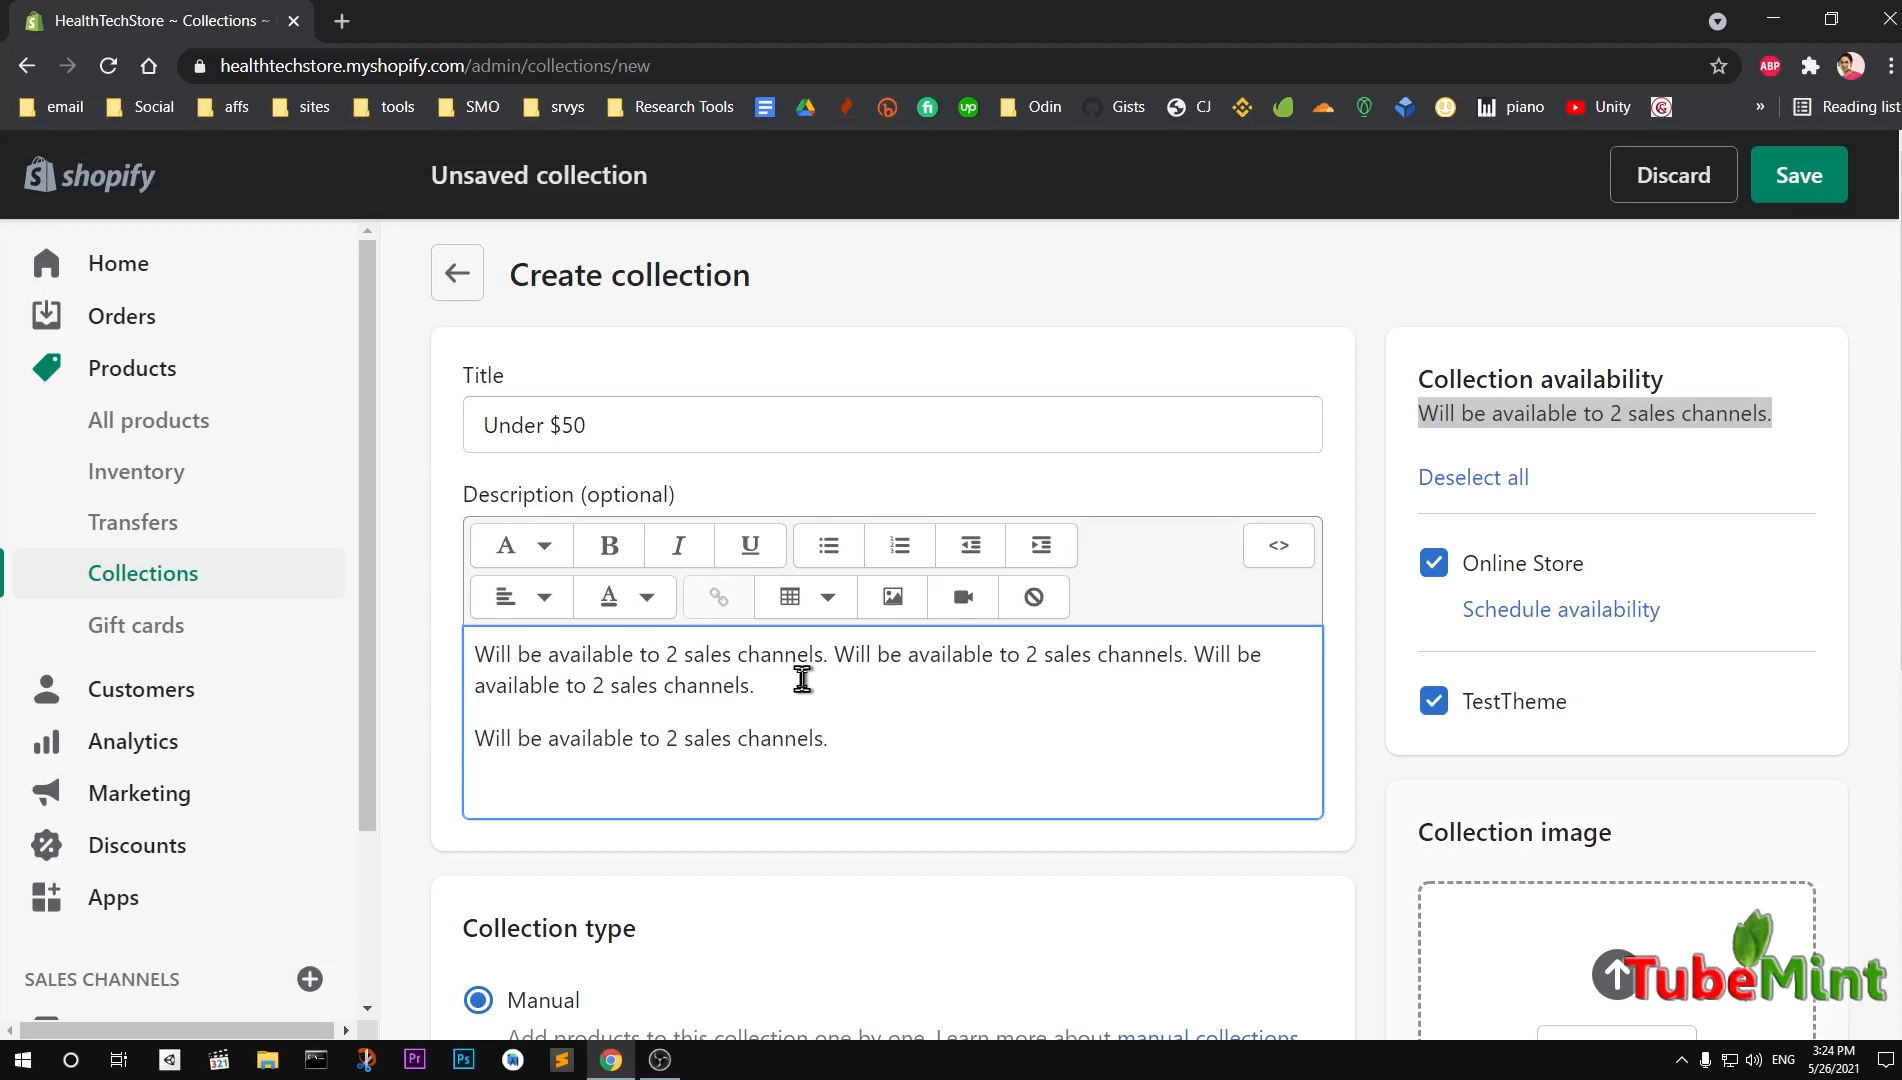 HealthTechStore ~ Collections ~
healthtechstore.myshopify.com/admin/collections/new
ABP
email
Social
affs
sites
tools
SMO
srvys
Research Tools
up
Odin
Gists
CJ
piano
Unity
»
Reading list
shopify
Unsaved collection
Discard
Save
Home
Orders
Products
All products
Inventory
Transfers
Collections
Gift cards
Customers
Analytics
Marketing
Discounts
Apps
SALES CHANNELS
Create collection
Title
Under $50
Description (optional)
A B I U
<>
A
Will be available to 2 sales channels. Will be available to 2 sales channels. Will be
available to 2 sales channels.
Will be available to 2 sales channels.
Collection type
Manual
Add products to this collection one by one. Learn more about manual collections
Collection availability
Will be available to 2 sales channels.
Deselect all
Online Store
Schedule availability
TestTheme
Collection image
TubeMint
321
Pr
Ps
ENG
3:24 PM
5/26/2021